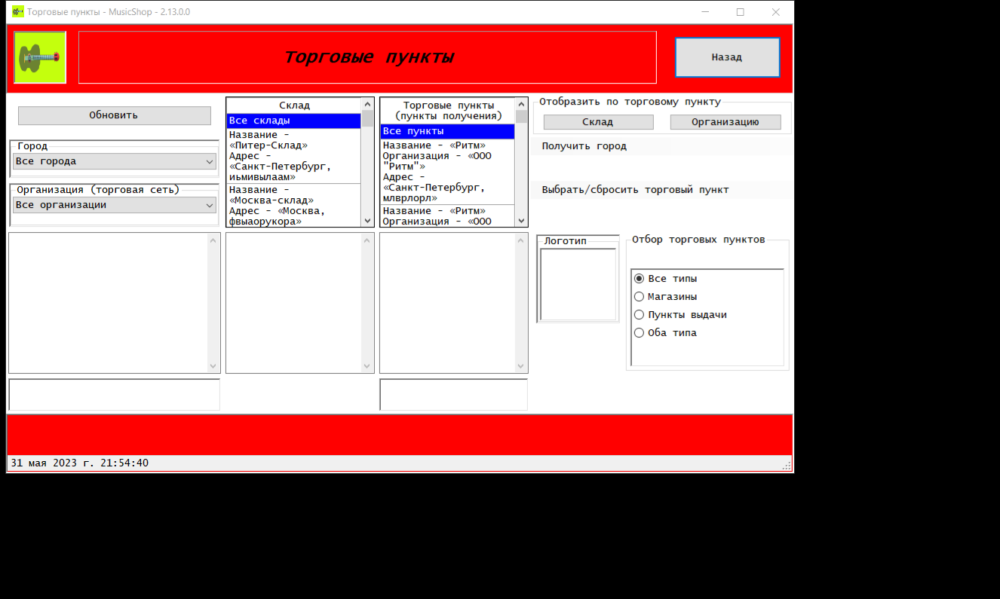 Торговые пункты - MusicShop - 2.13.0.0
Торговые пункты
Назад
Обновить
Город
Все города
Организация (торговая сеть)
Все организации
Склад
Все склады
Название -
«Питер-Склад»
Адрес -
«Санкт-Петербург,
иьмивылаам»
Название -
«Москва-склад»
Адрес - «Москва,
фвыаорукора»
Торговые пункты
(пункты получения)
Все пункты
Название - «Ритм»
Организация - «ООО
"Ритм"»
Адрес -
«Санкт-Петербург,
млврлорл»
Название - «Ритм»
Организация - «ООО
Отобразить по торговому пункту
Склад
Организацию
Получить город
Выбрать/сбросить торговый пункт
Логотип
Отбор торговых пунктов
Все типы
Магазины
Пункты выдачи
Оба типа
31 мая 2023 г. 21:54:40